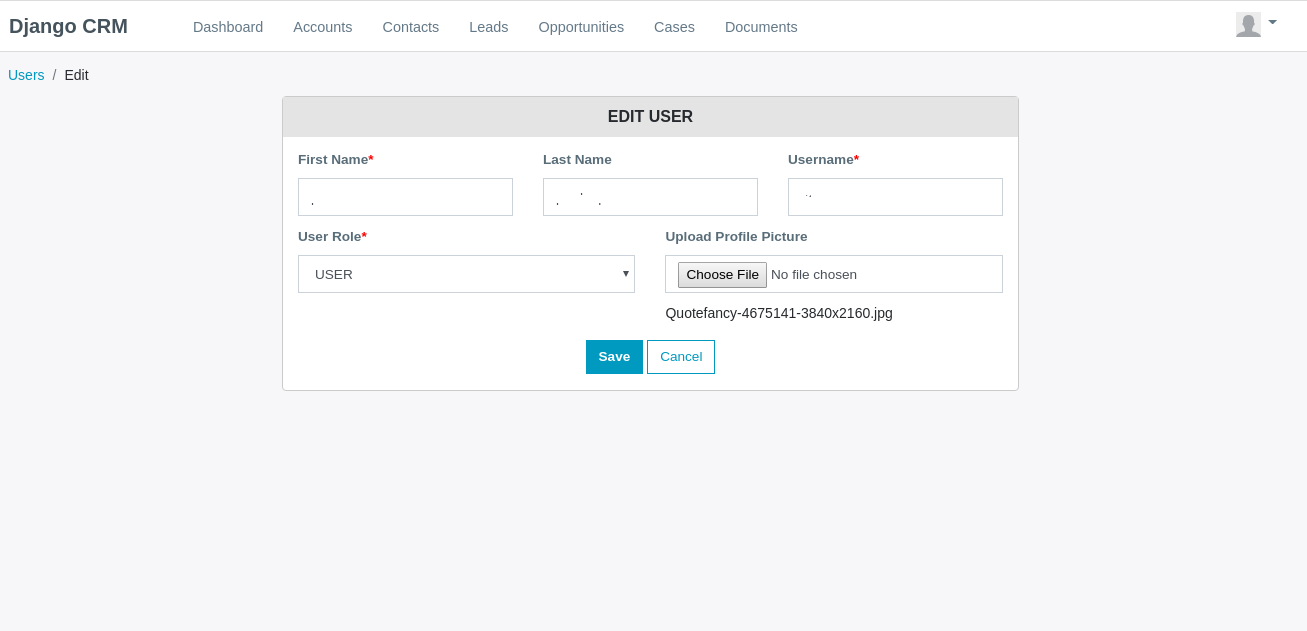 Django CRM Dashboard Accounts Contacts Leads Opportunities Cases Documents
Users / Edit
EDIT USER
First Name* Last Name Username*
User Role* Upload Profile Picture
USER Choose File No file chosen
Quotefancy-4675141-3840x2160.jpg
Save Cancel